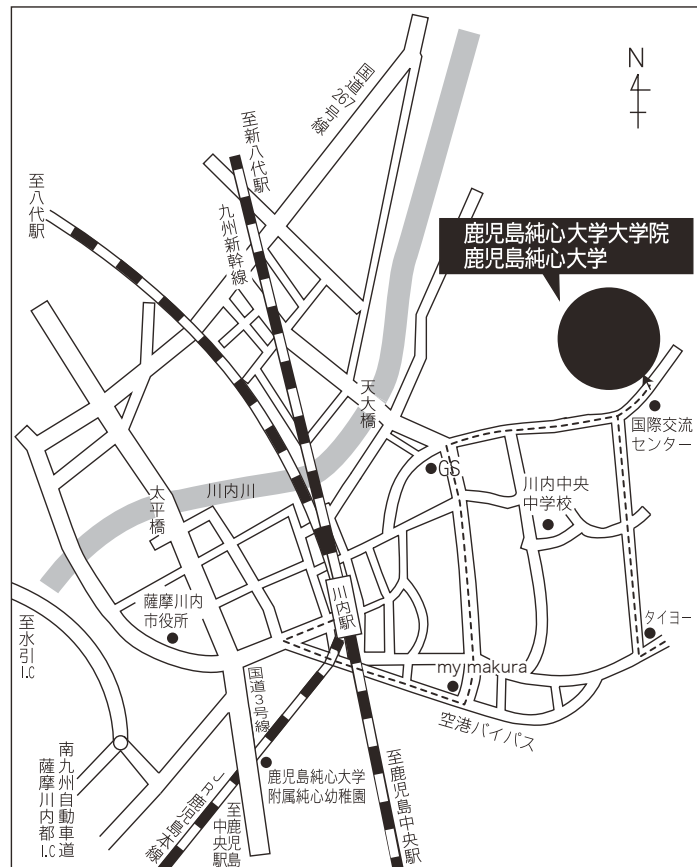 N
国道267号線
至新八代駅
九州新幹線
至八代駅
鹿児島純心大学大学院
鹿児島純心大学
天大橋
国際交流
センター
GS
川内中央
中学校
川内川
太平橋
川内駅
薩摩川内
市役所
タイヨー
至水引
I.C
my makura
国道3号線
空港バイパス
鹿児島純心大学
附属純心幼稚園
至鹿児島中央駅
至鹿児島
中央駅
JR鹿児島本線
南九州自動車道
薩摩川内都I.C